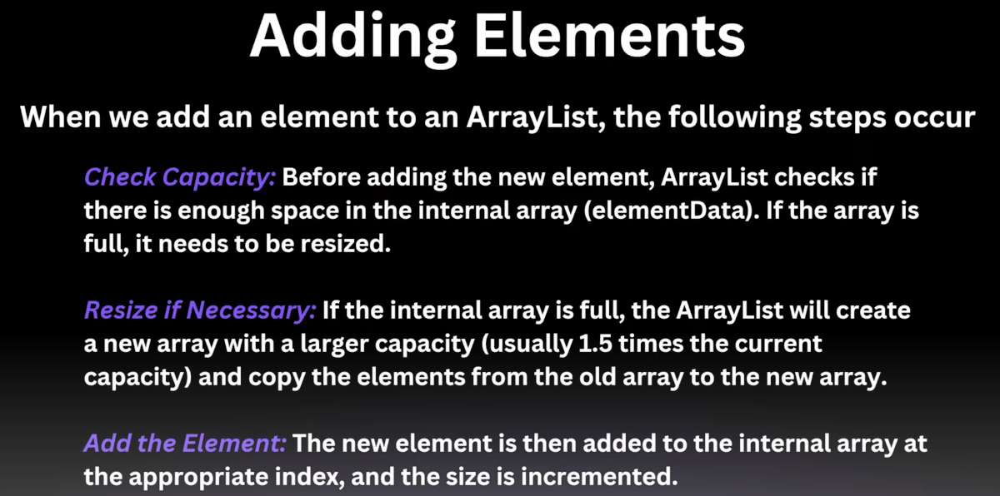 Adding Elements
When we add an element to an ArrayList, the following steps occur
Check Capacity: Before adding the new element, ArrayList checks if
there is enough space in the internal array (elementData). If the array is
full, it needs to be resized.
Resize if Necessary: If the internal array is full, the ArrayList will create
a new array with a larger capacity (usually 1.5 times the current
capacity) and copy the elements from the old array to the new array.
Add the Element: The new element is then added to the internal array at
the appropriate index, and the size is incremented.